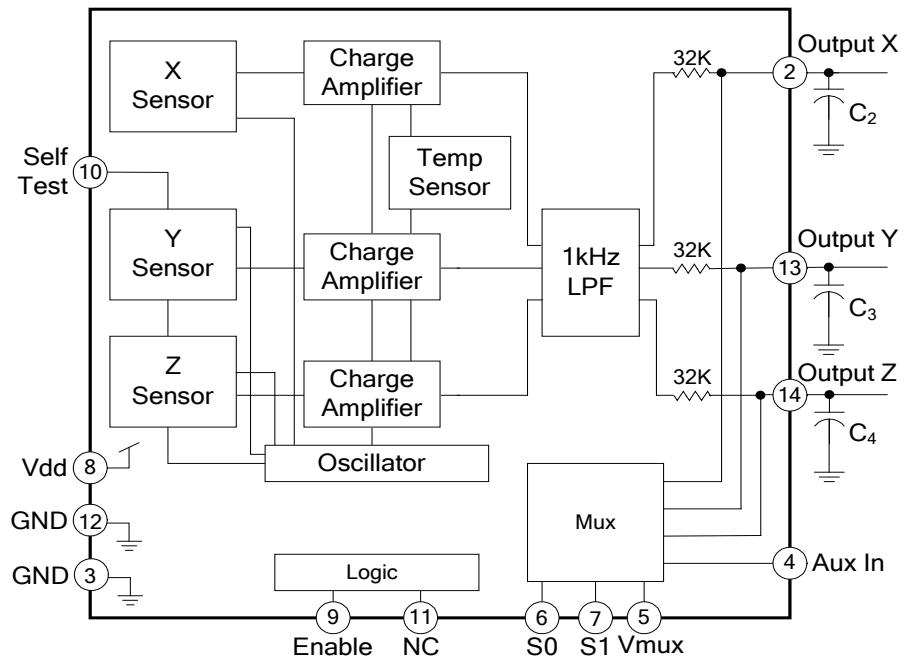 X
Sensor
Charge
Amplifier
32K
Output X
2
C2
Self
Test
10
Temp
Sensor
Y
Sensor
Charge
Amplifier
1kHz
LPF
32K
Output Y
13
C3
Z
Sensor
Charge
Amplifier
32K
Output Z
14
C4
Oscillator
Vdd
8
GND
12
GND
3
Mux
Logic
4
Aux In
9
Enable
11
NC
6
S0
7
S1
5
Vmux